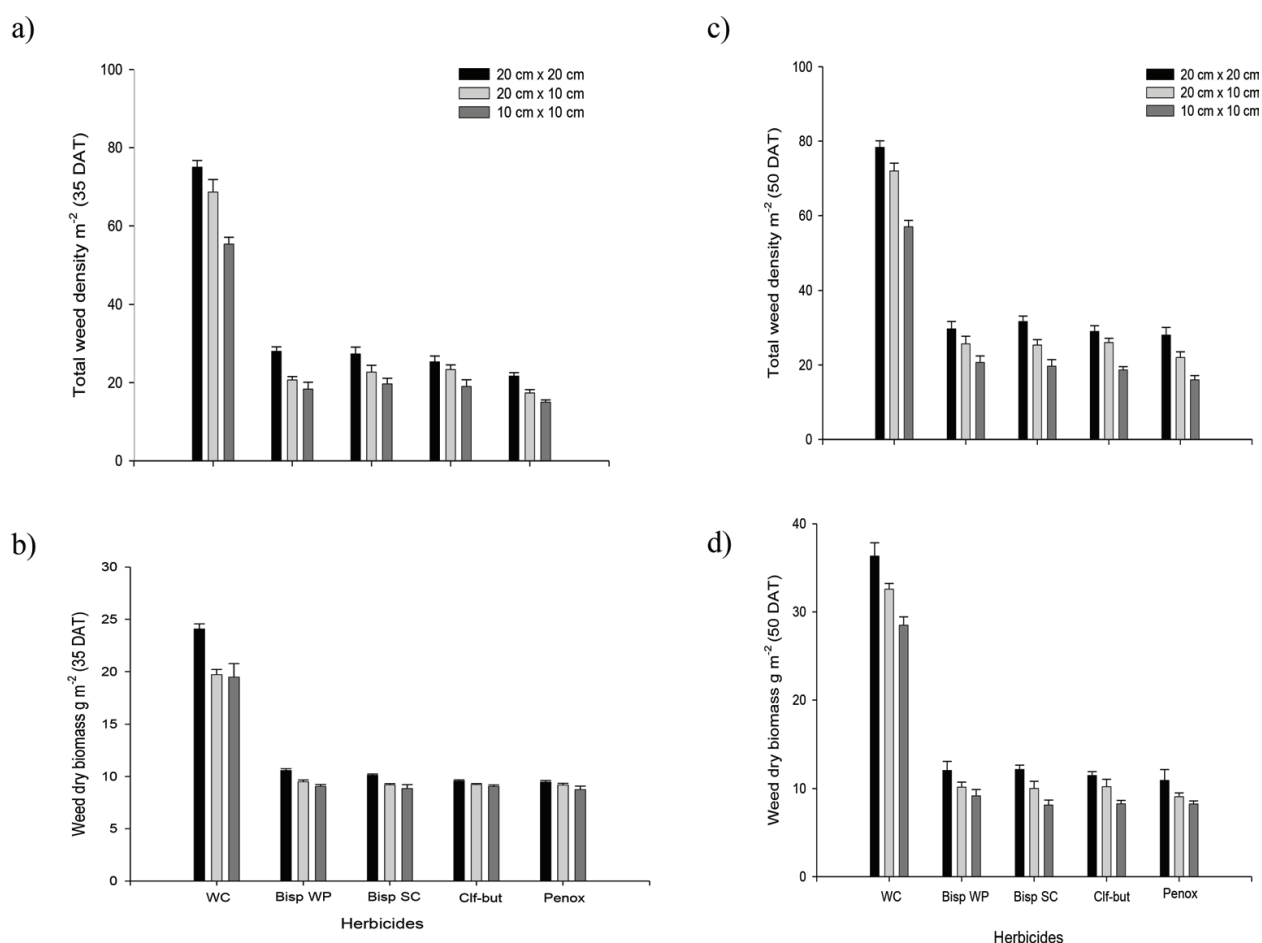 a)
Total weed density m⁻² (35 DAT)
100
80
60
40
20
0
20 cm x 20 cm
20 cm x 10 cm
10 cm x 10 cm
c)
Total weed density m⁻² (50 DAT)
100
80
60
40
20
0
20 cm x 20 cm
20 cm x 10 cm
10 cm x 10 cm
b)
Weed dry biomass g m⁻² (35 DAT)
30
25
20
15
10
5
0
WC Bisp WP Bisp SC Clf-but Penox
Herbicides
d)
Weed dry biomass g m⁻² (50 DAT)
40
30
20
10
0
WC Bisp WP Bisp SC Clf-but Penox
Herbicides